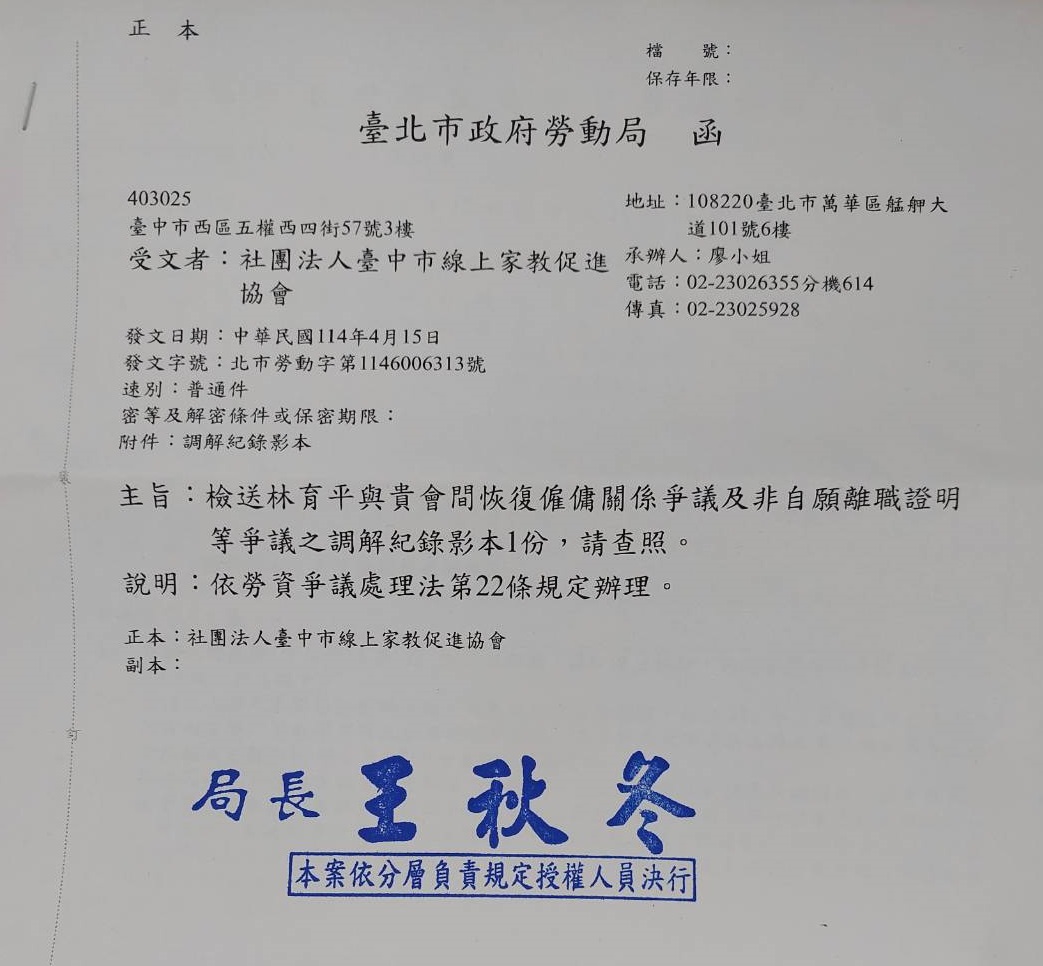 正本
檔　　號：
保存年限：
臺北市政府勞動局　函
403025
臺中市西區五權西四街57號3樓
受文者：社團法人臺中市線上家教促進
協會
地址：108220臺北市萬華區艋舺大
道101號6樓
承辦人：廖小姐
電話：02-23026355分機614
傳真：02-23025928
發文日期：中華民國114年4月15日
發文字號：北市勞動字第1146006313號
速別：普通件
密等及解密條件或保密期限：
附件：調解紀錄影本
裝
主旨：檢送林育平與貴會間恢復僱傭關係爭議及非自願離職證明
等爭議之調解紀錄影本1份，請查照。
說明：依勞資爭議處理法第22條規定辦理。
正本：社團法人臺中市線上家教促進協會
副本：
訂
局長 王秋冬
本案依分層負責規定授權人員決行